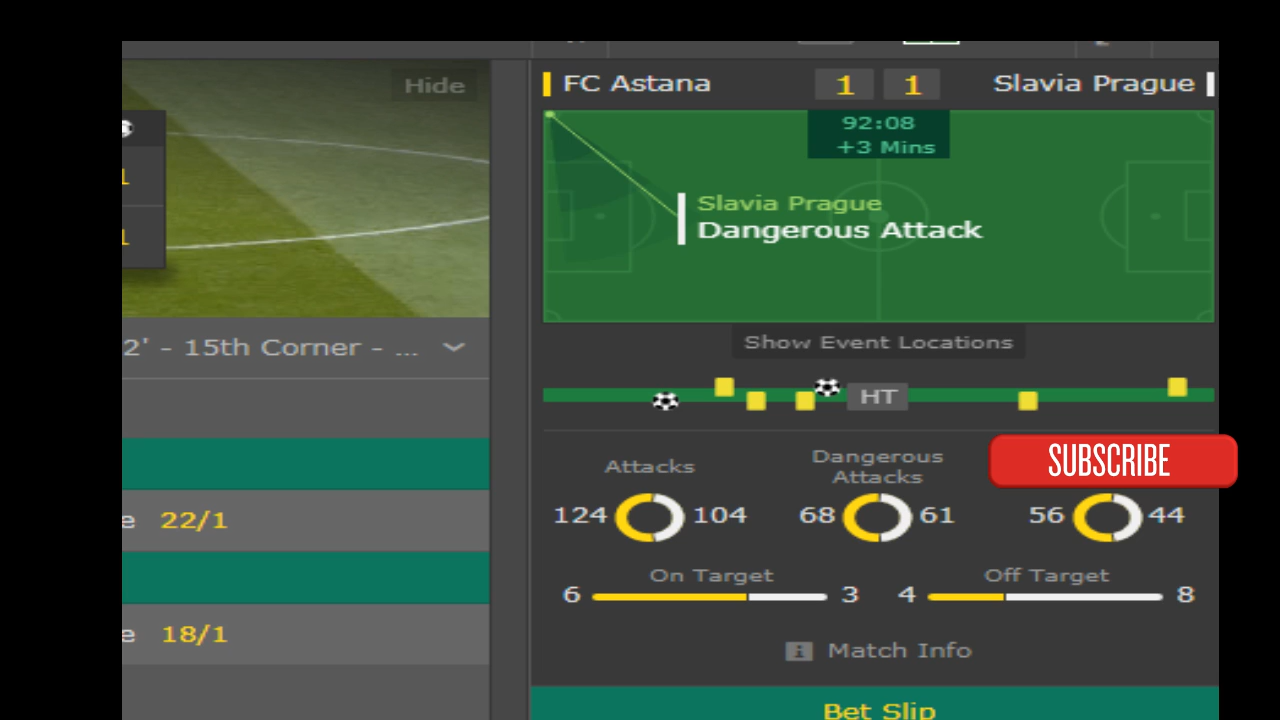 Hide
1
1
2' - 15th Corner - ...
e 22/1
e 18/1
FC Astana 1 1 Slavia Prague
92:08
+3 Mins
Slavia Prague
Dangerous Attack
Show Event Locations
HT
Attacks
Dangerous
Attacks
SUBSCRIBE
124 104 68 61 56 44
On Target Off Target
6 3 4 8
i Match Info
Bet Slip